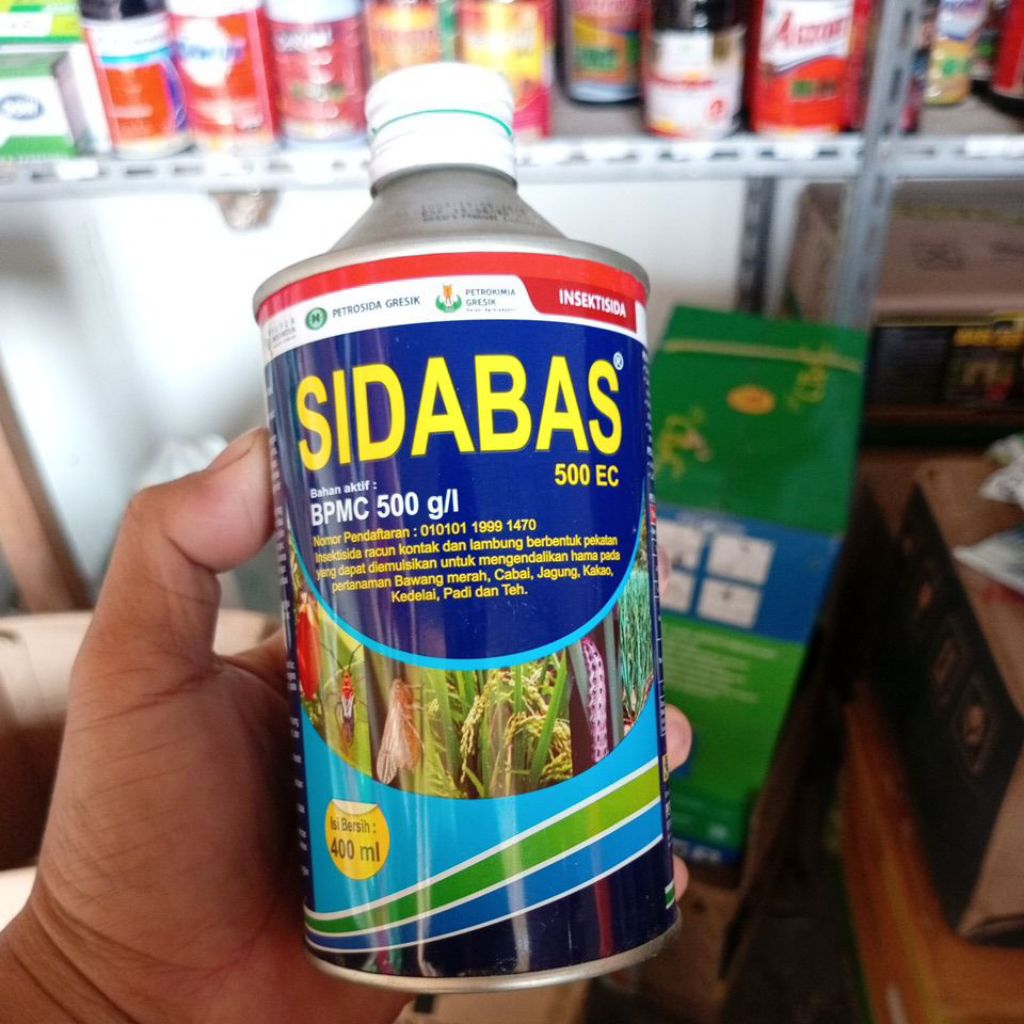 PETROSIDA GRESIK
PETROKIMIA
GRESIK
INSEKTISIDA
SIDABAS®
500 EC
Bahan aktif :
BPMC 500 g/l
Nomor Pendaftaran : 010101 1999 1470
Insektisida racun kontak dan lambung berbentuk pekatan
yang dapat diemulsikan untuk mengendalikan hama pada
pertanaman Bawang merah, Cabai, Jagung, Kakao,
Kedelai, Padi dan Teh.
Isi Bersih :
400 ml